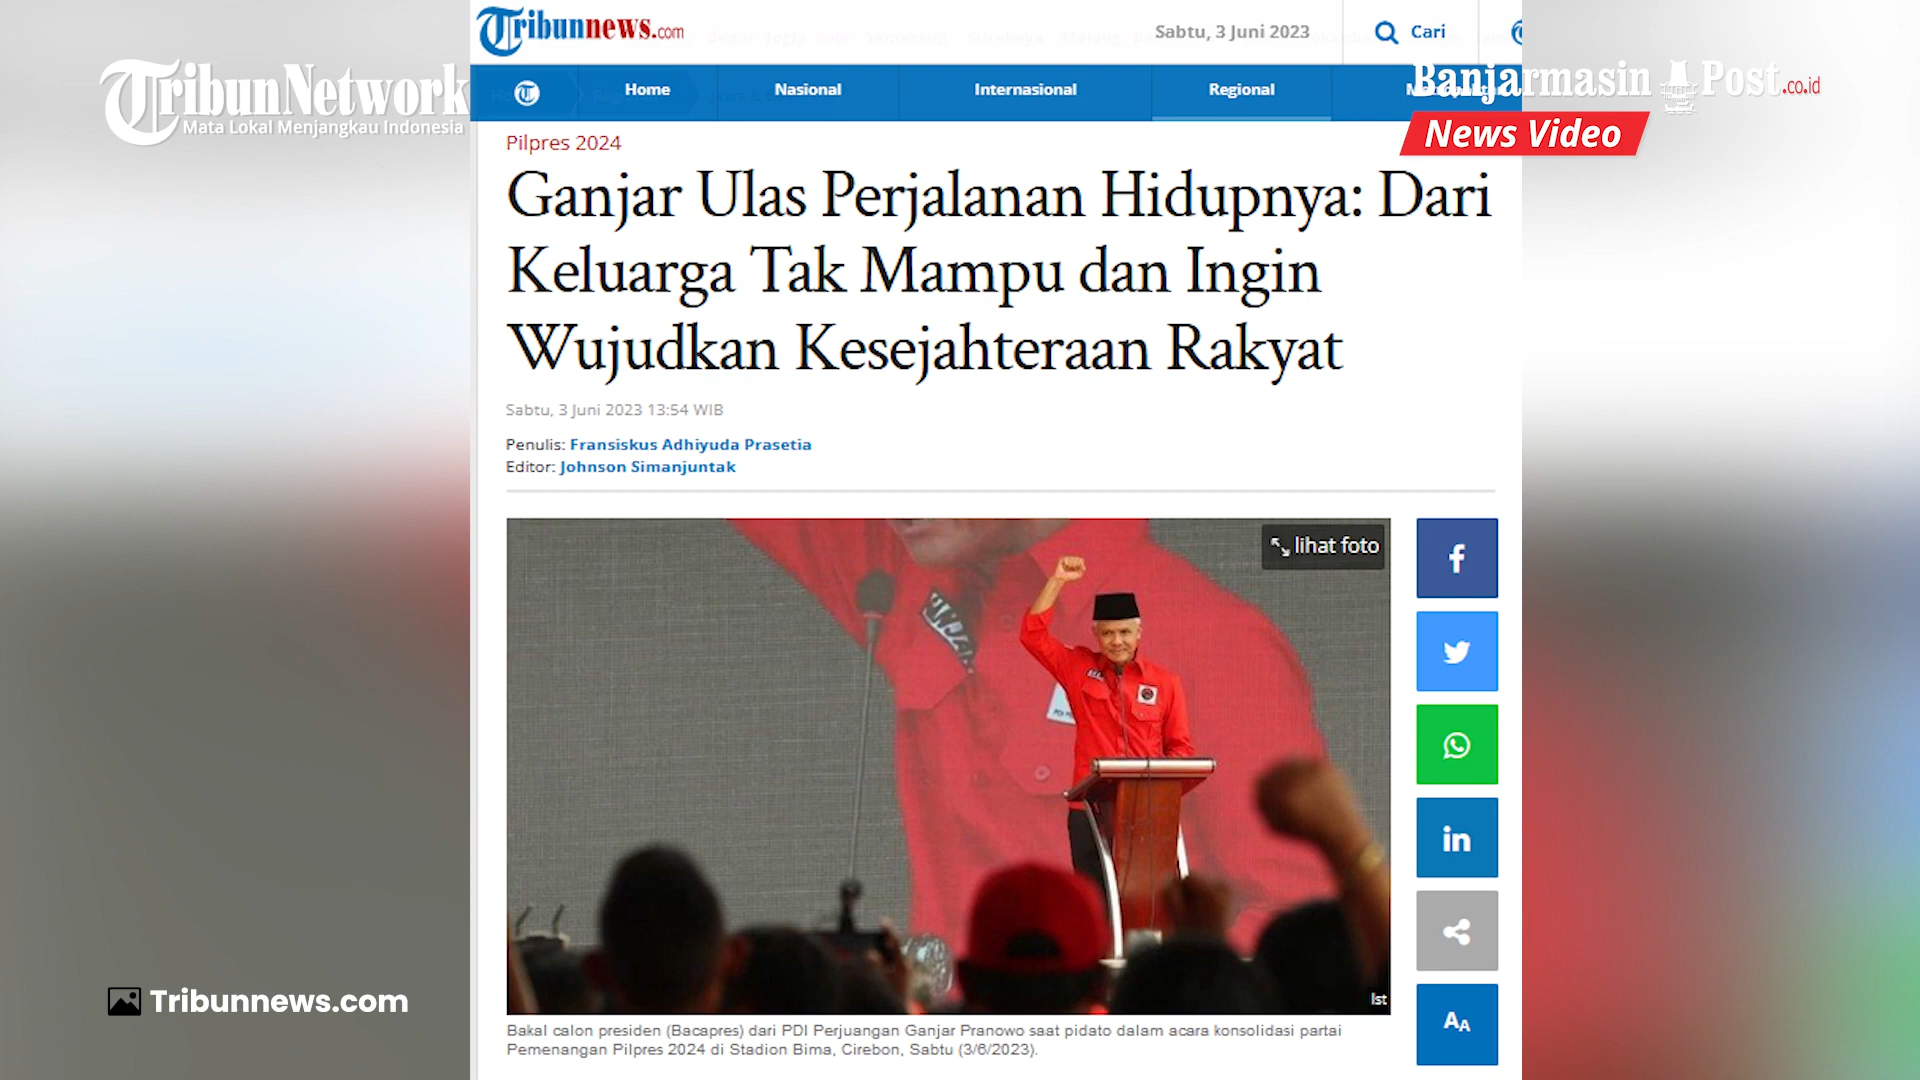 Tribunnews.com
Sabtu, 3 Juni 2023
Cari
TribunNetwork
Mata Lokal Menjangkau Indonesia
Home
Nasional
Internasional
Regional
Banjarmasin Post.co.id
News Video
Pilpres 2024
Ganjar Ulas Perjalanan Hidupnya: Dari
Keluarga Tak Mampu dan Ingin
Wujudkan Kesejahteraan Rakyat
Sabtu, 3 Juni 2023 13:54 WIB
Penulis: Fransiskus Adhiyuda Prasetia
Editor: Johnson Simanjuntak
lihat foto
Ist
Tribunnews.com
AA
Bakal calon presiden (Bacapres) dari PDI Perjuangan Ganjar Pranowo saat pidato dalam acara konsolidasi partai
Pemenangan Pilpres 2024 di Stadion Bima, Cirebon, Sabtu (3/6/2023).